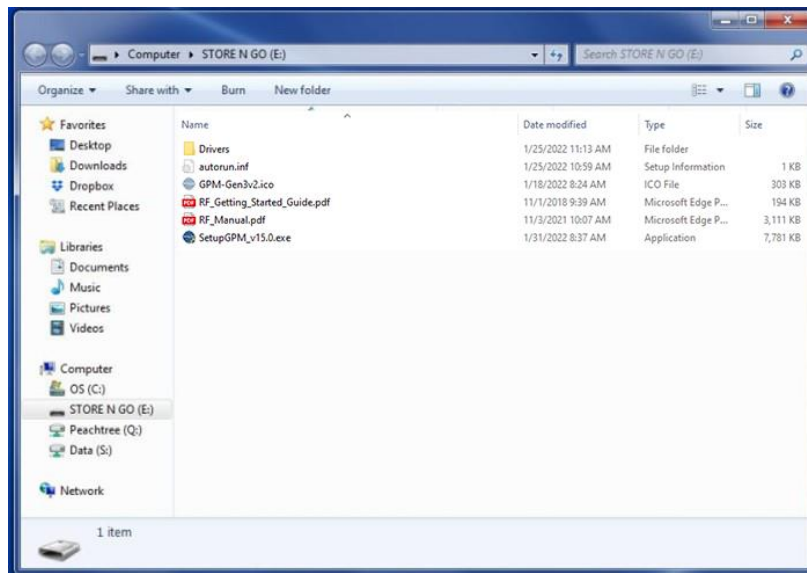 Computer ▸ STORE N GO (E:)
Search STORE N GO (E:)
Organize ▾ Share with ▾ Burn New folder
Favorites
Desktop
Downloads
Dropbox
Recent Places
Libraries
Documents
Music
Pictures
Videos
Computer
OS (C:)
STORE N GO (E:)
Peachtree (Q:)
Data (S:)
Network
Name Date modified Type Size
Drivers 1/25/2022 11:13 AM File folder
autorun.inf 1/25/2022 10:59 AM Setup Information 1 KB
GPM-Gen3v2.ico 1/18/2022 8:24 AM ICO File 303 KB
RF_Getting_Started_Guide.pdf 11/1/2018 9:39 AM Microsoft Edge P... 194 KB
RF_Manual.pdf 11/3/2021 10:07 AM Microsoft Edge P... 3,111 KB
SetupGPM_v15.0.exe 1/31/2022 8:37 AM Application 7,781 KB
1 item